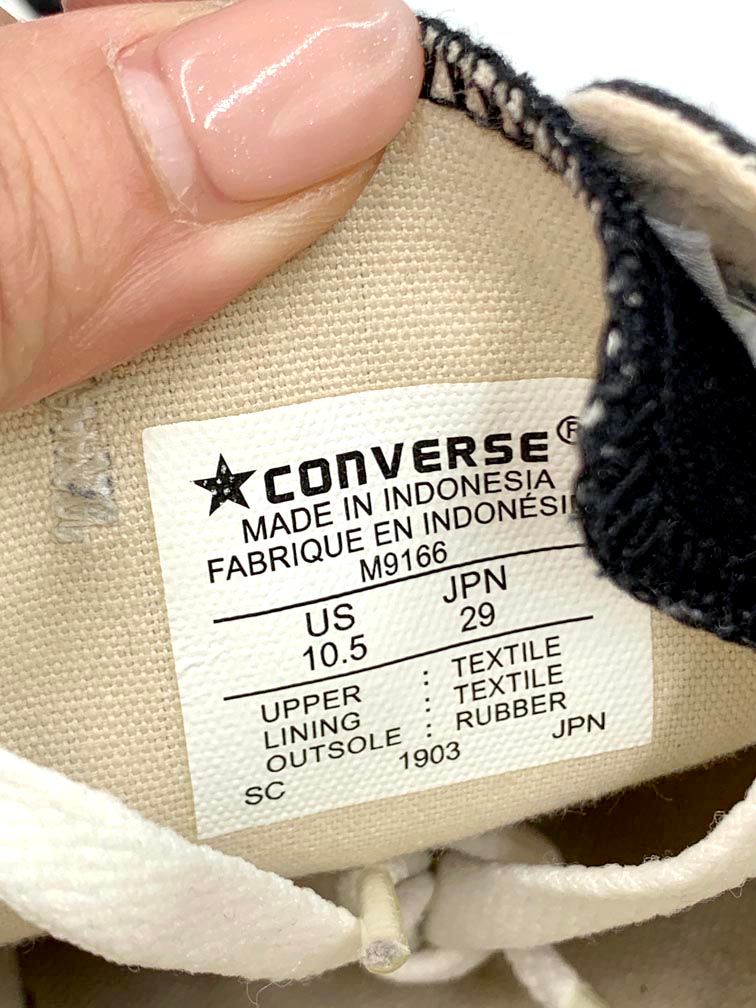 ★CONVERSE®
MADE IN INDONESIA
FABRIQUE EN INDONÉSI
M9166
US JPN
10.5 29
UPPER : TEXTILE
LINING : TEXTILE
OUTSOLE : RUBBER
SC 1903 JPN